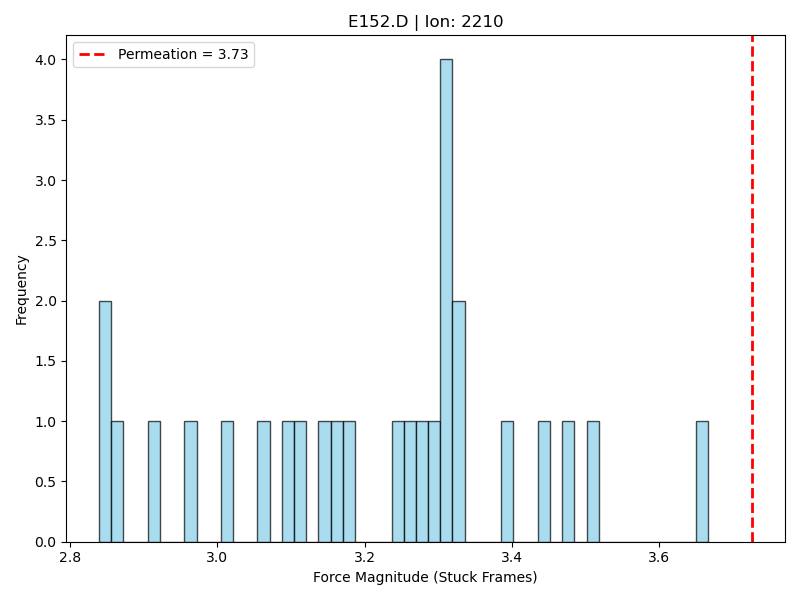 E152.D | Ion: 2210
Permeation = 3.73
4.0
3.5
3.0
2.5
2.0
1.5
1.0
0.5
0.0
Frequency
2.8 3.0 3.2 3.4 3.6
Force Magnitude (Stuck Frames)